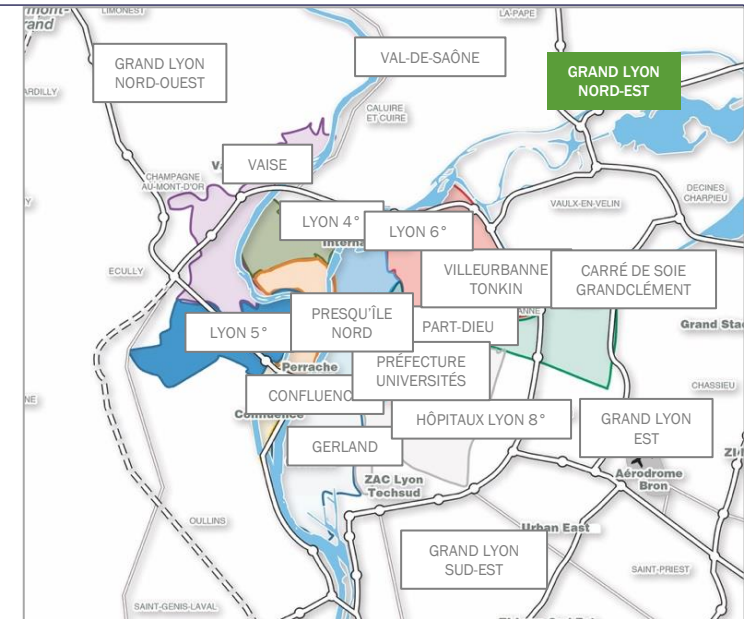 LIMONEST
LA-PAPE
GRAND LYON
NORD-OUEST
VAL-DE-SAÔNE
GRAND LYON
NORD-EST
CALUIRE
ET CUIRE
VAISE
CHAMPAGNE
AU-MONT-D'OR
DECINES
CHARPIEU
VAULX-EN-VELIN
LYON 4°
LYON 6°
ECULLY
VILLEURBANNE
TONKIN
CARRÉ DE SOIE
GRANDCLÉMENT
PRESQU'ÎLE
NORD
LYON 5°
PART-DIEU
Grand Stad
PRÉFECTURE
UNIVERSITÉS
Perrache
CHASSIEU
CONFLUENC
HÔPITAUX LYON 8°
GRAND LYON
EST
GERLAND
ZAC Lyon
Techsud
Aérodrome
Bron
OULLINS
Urban East
GRAND LYON
SUD-EST
SAINT-PRIEST
SAINT-GENIS-LAVAL